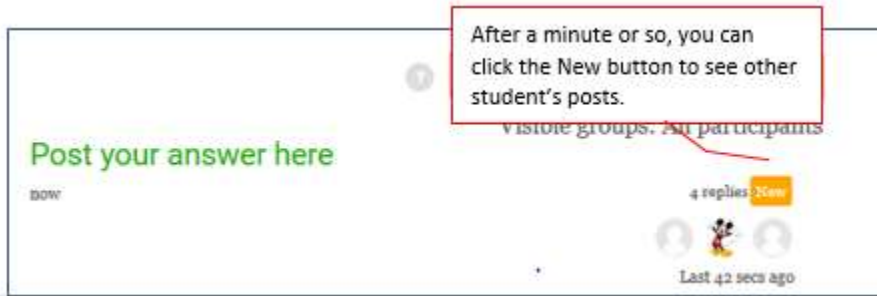 After a minute or so, you can
click the New button to see other
student's posts.
Visible groups: All participants
Post your answer here
now
4 replies New
Last 42 secs ago